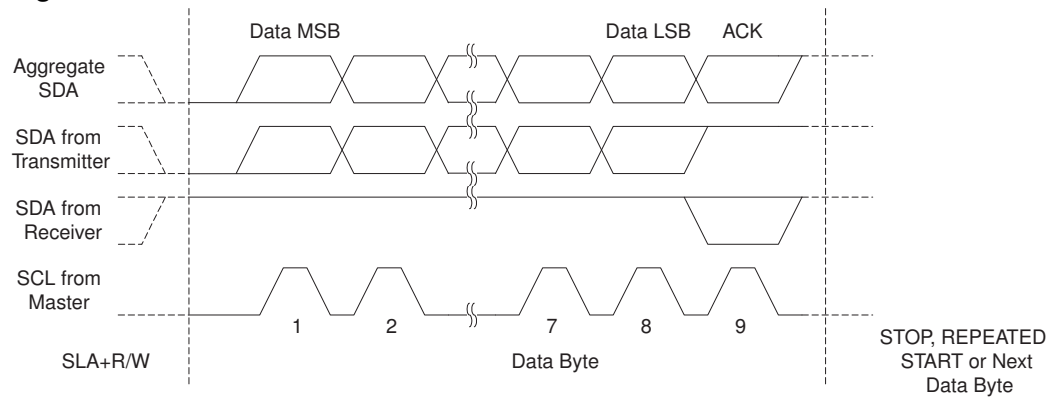 Data MSB
Data LSB
ACK
Aggregate
SDA
SDA from
Transmitter
SDA from
Receiver
SCL from
Master
1
2
7
8
9
SLA+R/W
Data Byte
STOP, REPEATED
START or Next
Data Byte